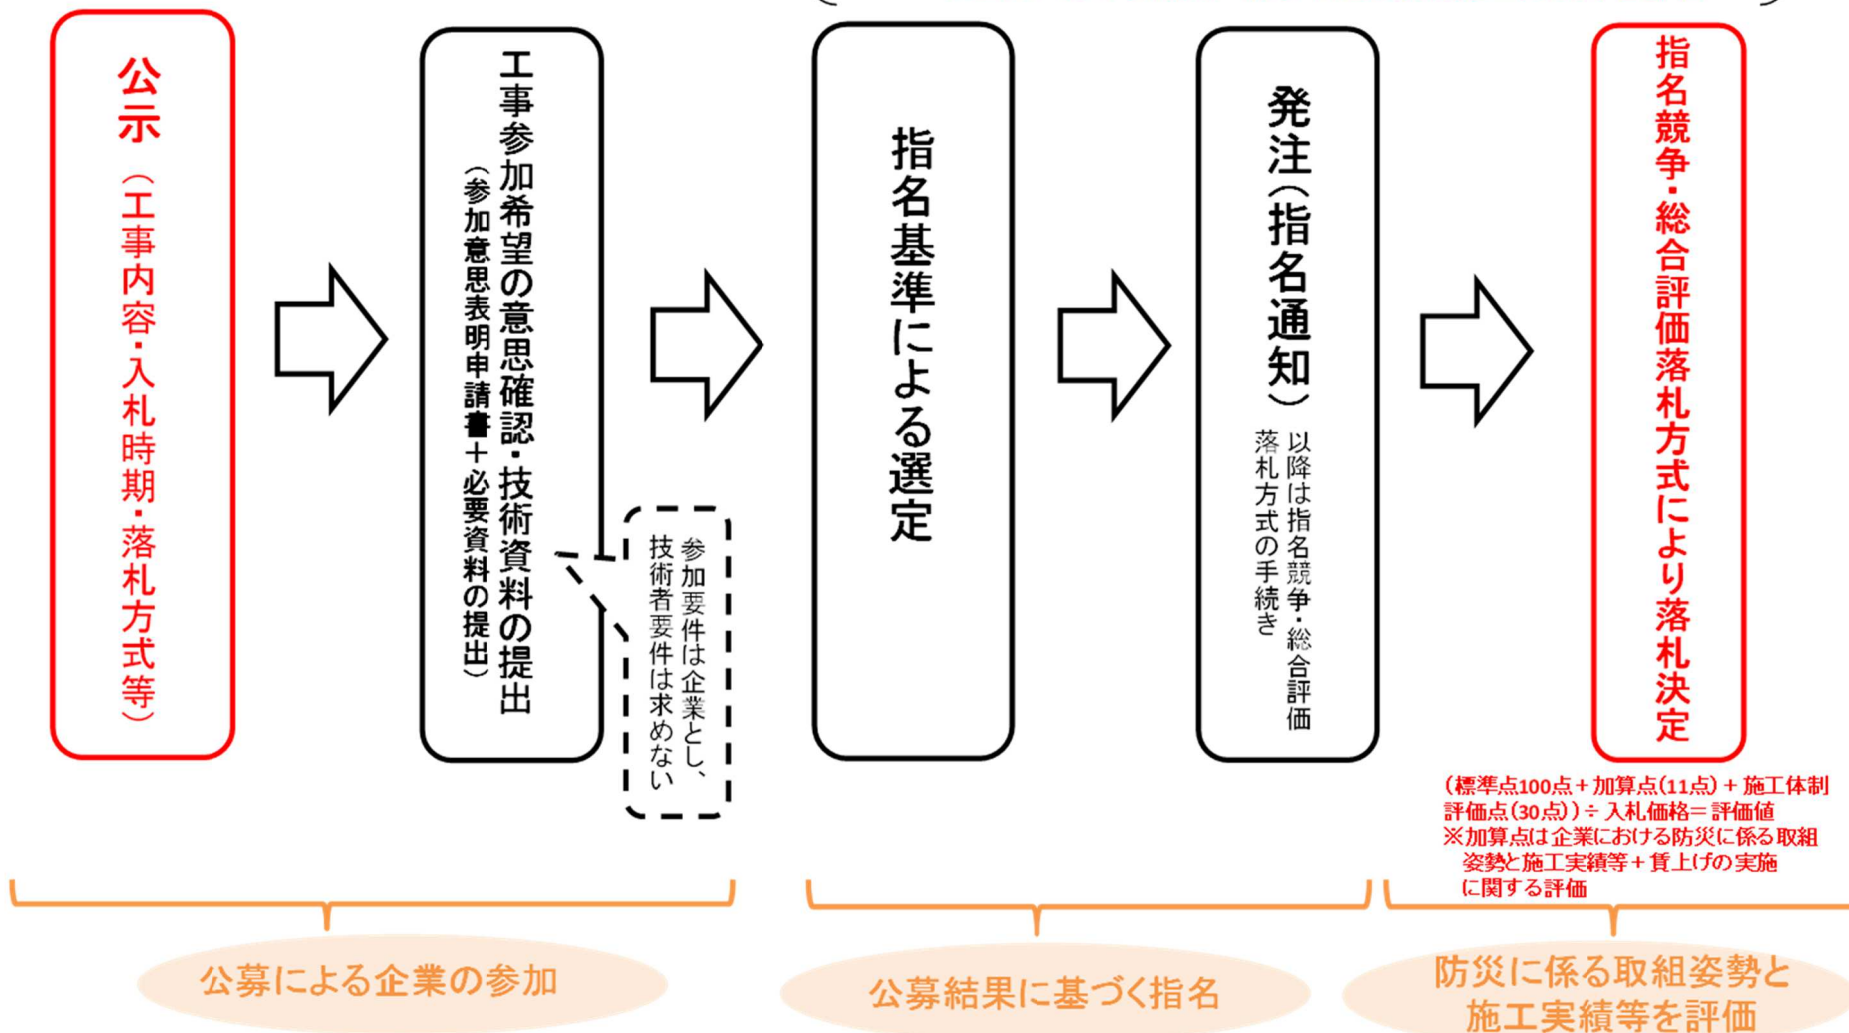 公示(工事内容・入札時期・落札方式等)
工事参加希望の意思確認・技術資料の提出
(参加意思表明申請書+必要資料の提出)
参加要件は企業とし、
技術者要件は求めない
指名基準による選定
発注(指名通知)
以降は指名競争・総合評価
落札方式の手続き
指名競争・総合評価落札方式により落札決定
(標準点100点+加算点(11点)+施工体制
評価点(30点))÷入札価格=評価値
※加算点は企業における防災に係る取組
姿勢と施工実績等+賃上げの実施
に関する評価
公募による企業の参加
公募結果に基づく指名
防災に係る取組姿勢と
施工実績等を評価